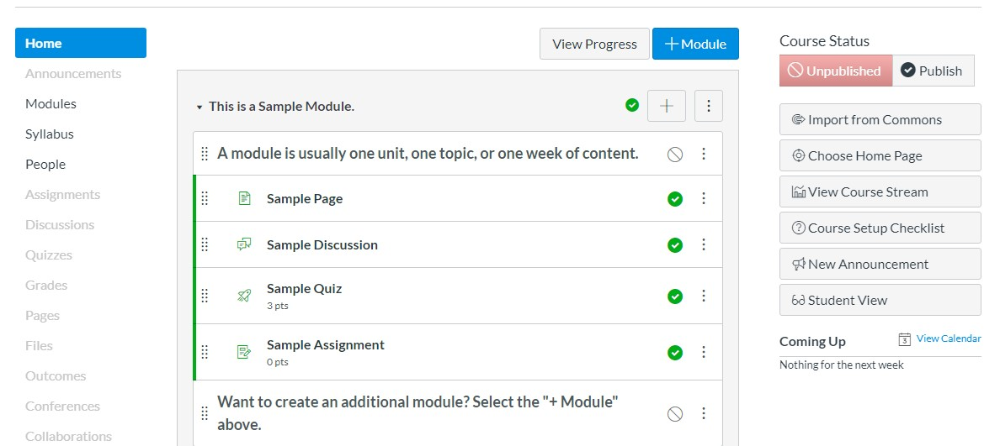 Home
Announcements
Modules
Syllabus
People
Assignments
Discussions
Quizzes
Grades
Pages
Files
Outcomes
Conferences
Collaborations
View Progress
+ Module
This is a Sample Module.
A module is usually one unit, one topic, or one week of content.
Sample Page
Sample Discussion
Sample Quiz
3 pts
Sample Assignment
0 pts
Want to create an additional module? Select the "+ Module"
above.
Course Status
Unpublished
Publish
Import from Commons
Choose Home Page
View Course Stream
Course Setup Checklist
New Announcement
Student View
Coming Up
3 View Calendar
Nothing for the next week